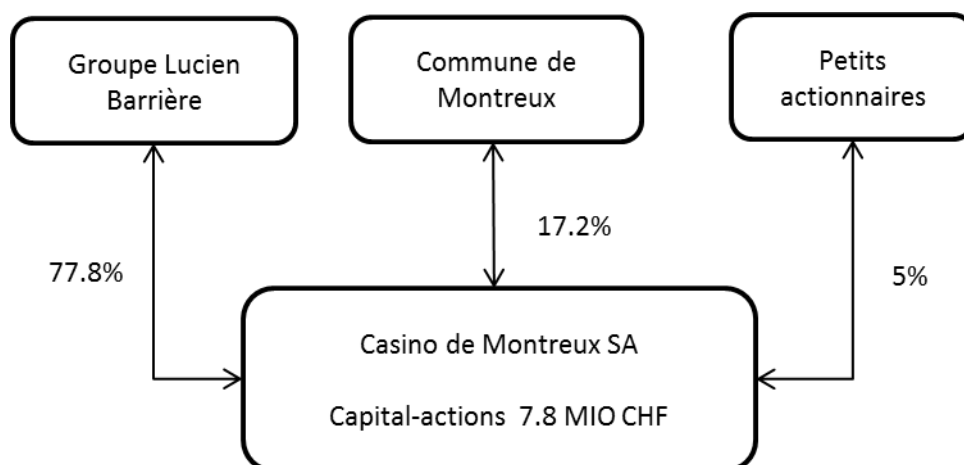 Groupe Lucien
Barrière
Commune de
Montreux
Petits
actionnaires
77.8%
17.2%
5%
Casino de Montreux SA
Capital-actions 7.8 MIO CHF